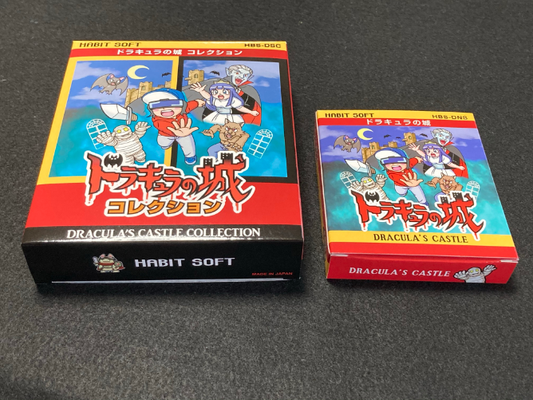 HABIT SOFT
HBS-DSC
ドラキュラの城 コレクション
ドラキュラの城
コレクション
DRACULA'S CASTLE COLLECTION
HABIT SOFT
Made in JAPAN
HABIT SOFT
HBS-DNS
ドラキュラの城
ドラキュラの城
DRACULA'S CASTLE
DRACULA'S CASTLE